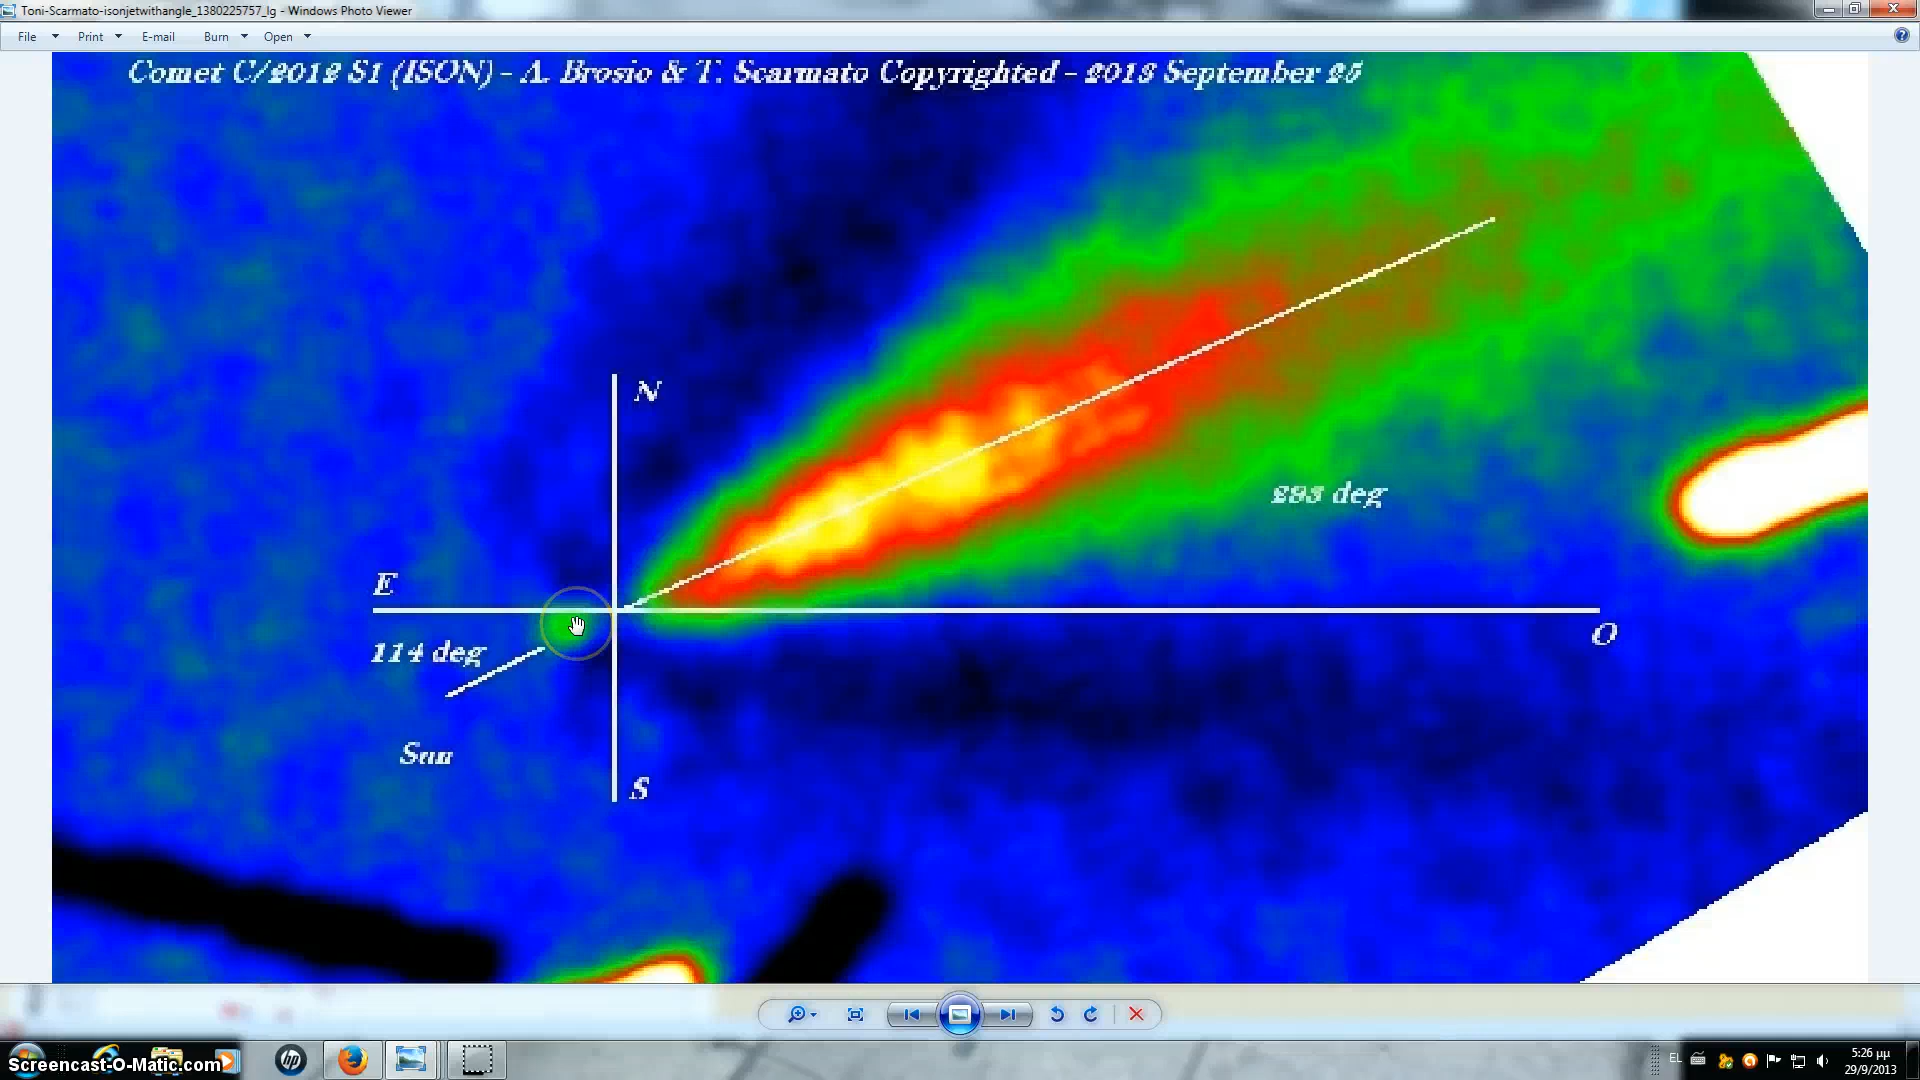 Toni-Scarmato-isonjetwithangle_1380225757_lg - Windows Photo Viewer
File Print E-mail Burn Open
Comet C/2012 S1 (ISON) - A. Brosio & T. Scarmato Copyrighted - 2013 September 25
N
293 deg
E
O
114 deg
Sun
S
hp
Screencast-O-Matic.com
EL
5:26 μμ
29/9/2013